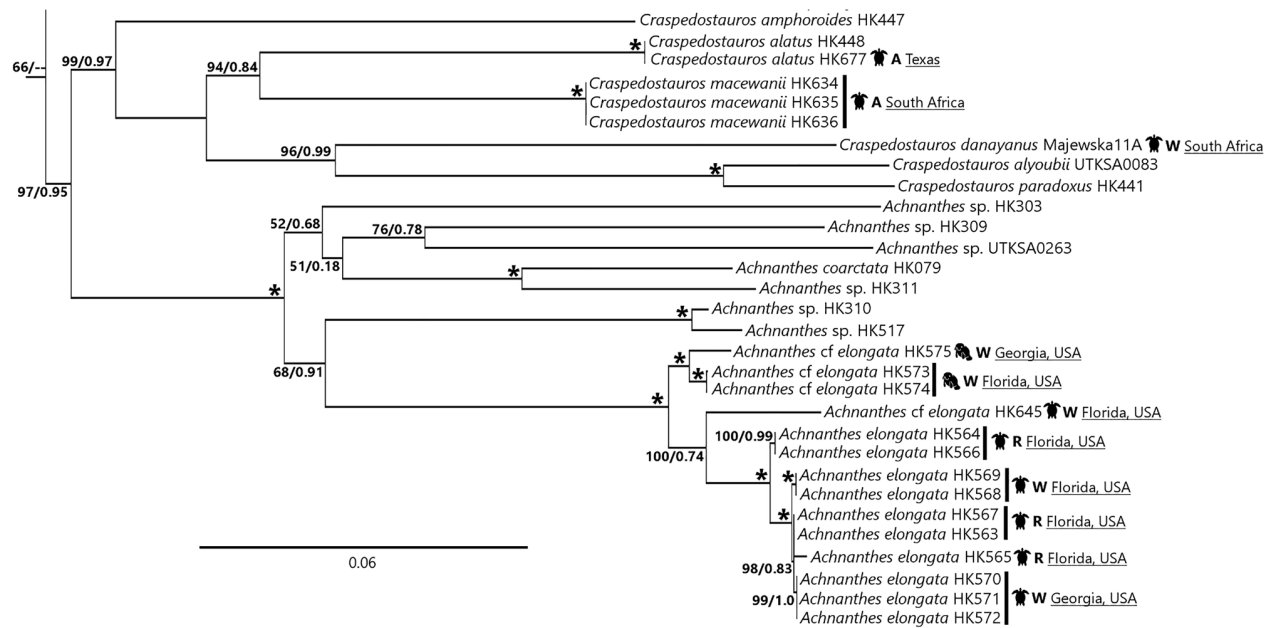 Craspedostauros amphoroides HK447
Craspedostauros alatus HK448
Craspedostauros alatus HK677 A Texas
Craspedostauros macewanii HK634
Craspedostauros macewanii HK635 A South Africa
Craspedostauros macewanii HK636
Craspedostauros danayanus Majewska11A W South Africa
Craspedostauros alyoubii UTKSA0083
Craspedostauros paradoxus HK441
Achnanthes sp. HK303
Achnanthes sp. HK309
Achnanthes sp. UTKSA0263
Achnanthes coarctata HK079
Achnanthes sp. HK311
Achnanthes sp. HK310
Achnanthes sp. HK517
Achnanthes cf elongata HK575 W Georgia, USA
Achnanthes cf elongata HK573
W Florida, USA
Achnanthes cf elongata HK574
Achnanthes cf elongata HK645 W Florida, USA
Achnanthes elongata HK564
R Florida, USA
Achnanthes elongata HK566
Achnanthes elongata HK569
W Florida, USA
Achnanthes elongata HK568
Achnanthes elongata HK567
R Florida, USA
Achnanthes elongata HK563
Achnanthes elongata HK565 R Florida, USA
Achnanthes elongata HK570
Achnanthes elongata HK571 W Georgia, USA
Achnanthes elongata HK572
66/--
99/0.97
94/0.84
*
*
96/0.99
*
97/0.95
52/0.68
76/0.78
51/0.18
*
*
*
68/0.91
*
*
*
100/0.74
100/0.99
*
*
*
98/0.83
99/1.0
0.06